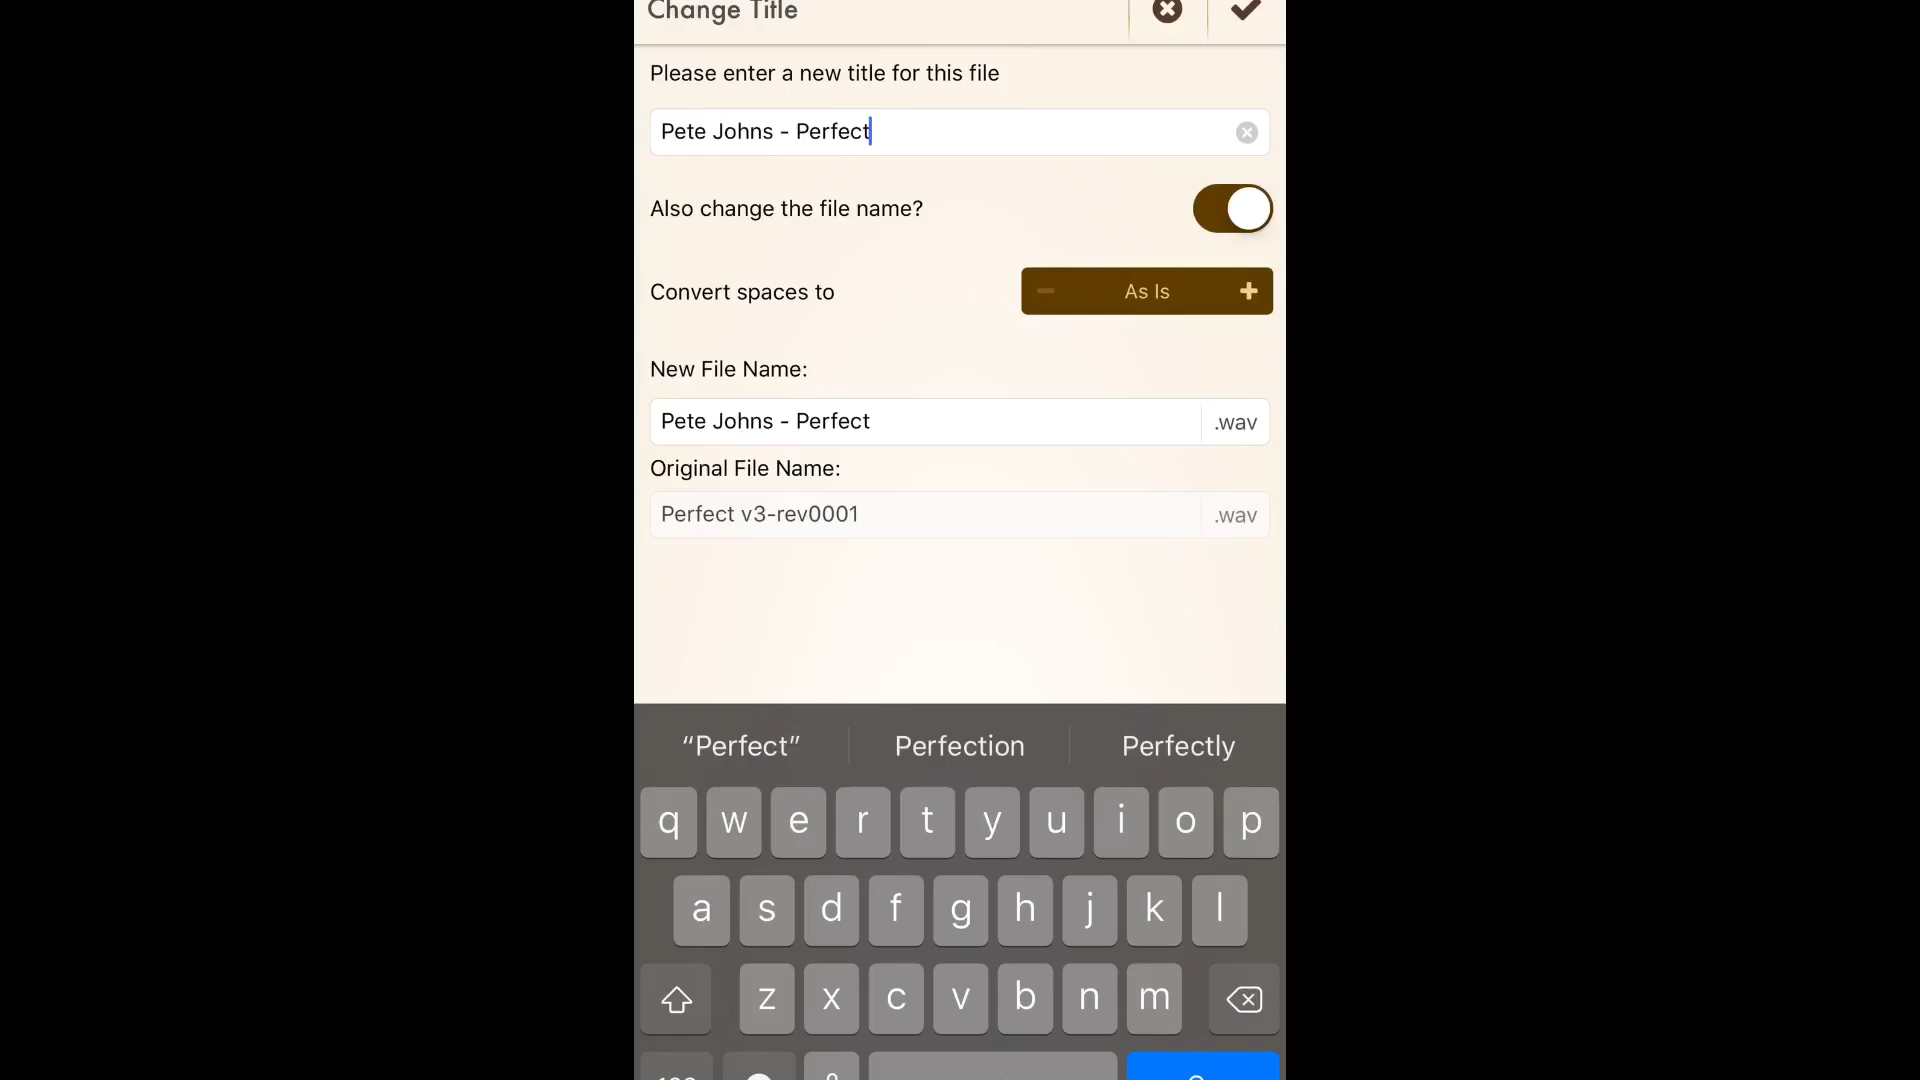 Change Title
Please enter a new title for this file
Pete Johns - Perfect
Also change the file name?
Convert spaces to
As Is
New File Name:
Pete Johns - Perfect .wav
Original File Name:
Perfect v3-rev0001 .wav
“Perfect” Perfection Perfectly
q w e r t y u i o p
a s d f g h j k l
z x c v b n m